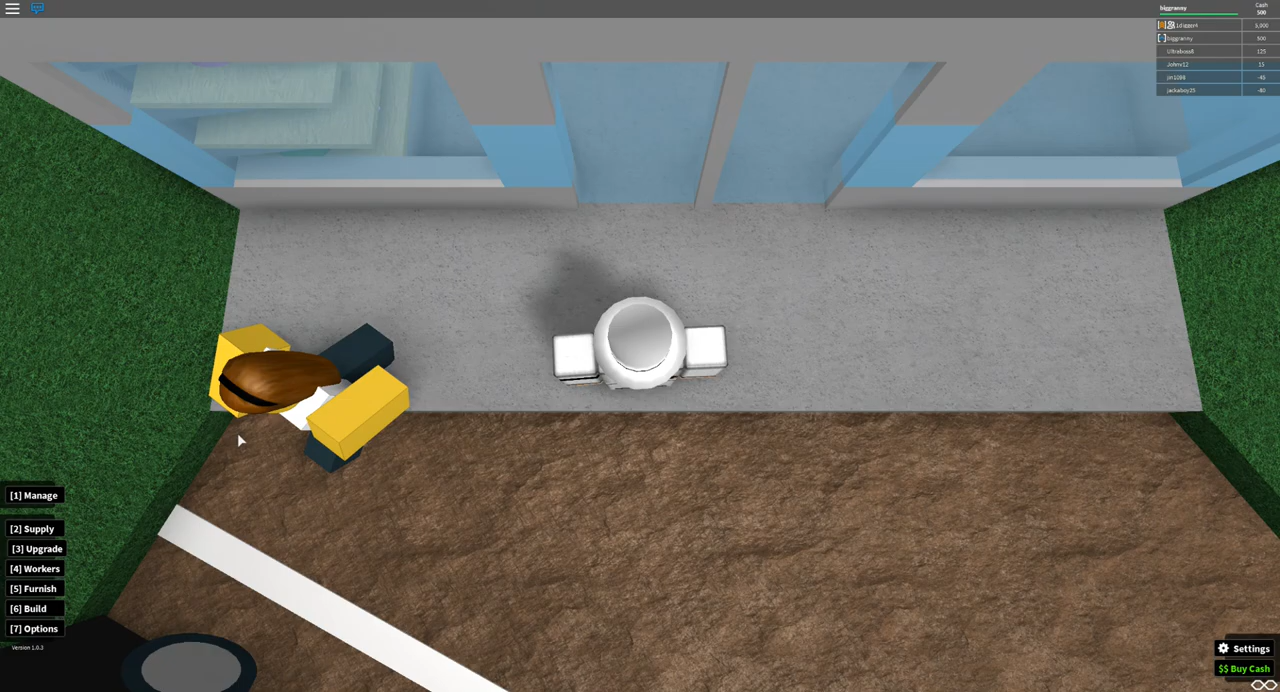 biggranny
Cash
500
1digger4 5,000
biggranny 500
Ultraboss8 125
Johnv12 15
jin1098 -45
jackaboy25 -80
[1] Manage
[2] Supply
[3] Upgrade
[4] Workers
[5] Furnish
[6] Build
[7] Options
Version 1.0.3
Settings
$$ Buy Cash